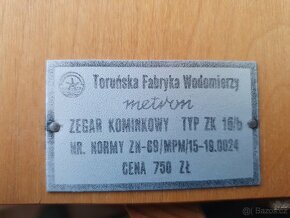 Toruńska Fabryka Wodomierzy
metron
ZEGAR KOMINKOWY TYP ZK 16/b
NR. NORMY ZN-69/MPM/15-18.0024
CENA 750 ZŁ